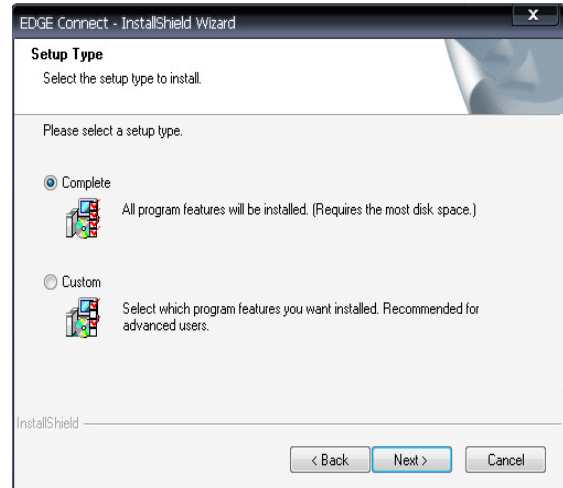 EDGE Connect - InstallShield Wizard
X
Setup Type
Select the setup type to install.
Please select a setup type.
Complete
All program features will be installed. (Requires the most disk space.)
Custom
Select which program features you want installed. Recommended for
advanced users.
InstallShield
< Back
Next >
Cancel